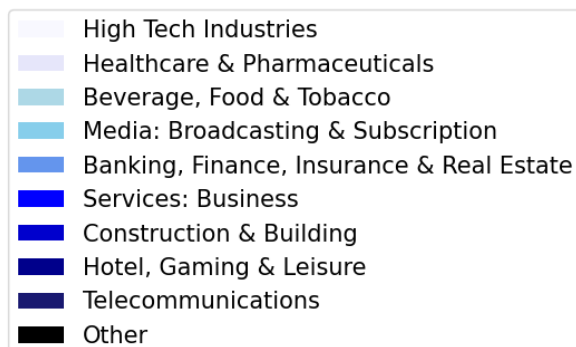 High Tech Industries
Healthcare & Pharmaceuticals
Beverage, Food & Tobacco
Media: Broadcasting & Subscription
Banking, Finance, Insurance & Real Estate
Services: Business
Construction & Building
Hotel, Gaming & Leisure
Telecommunications
Other